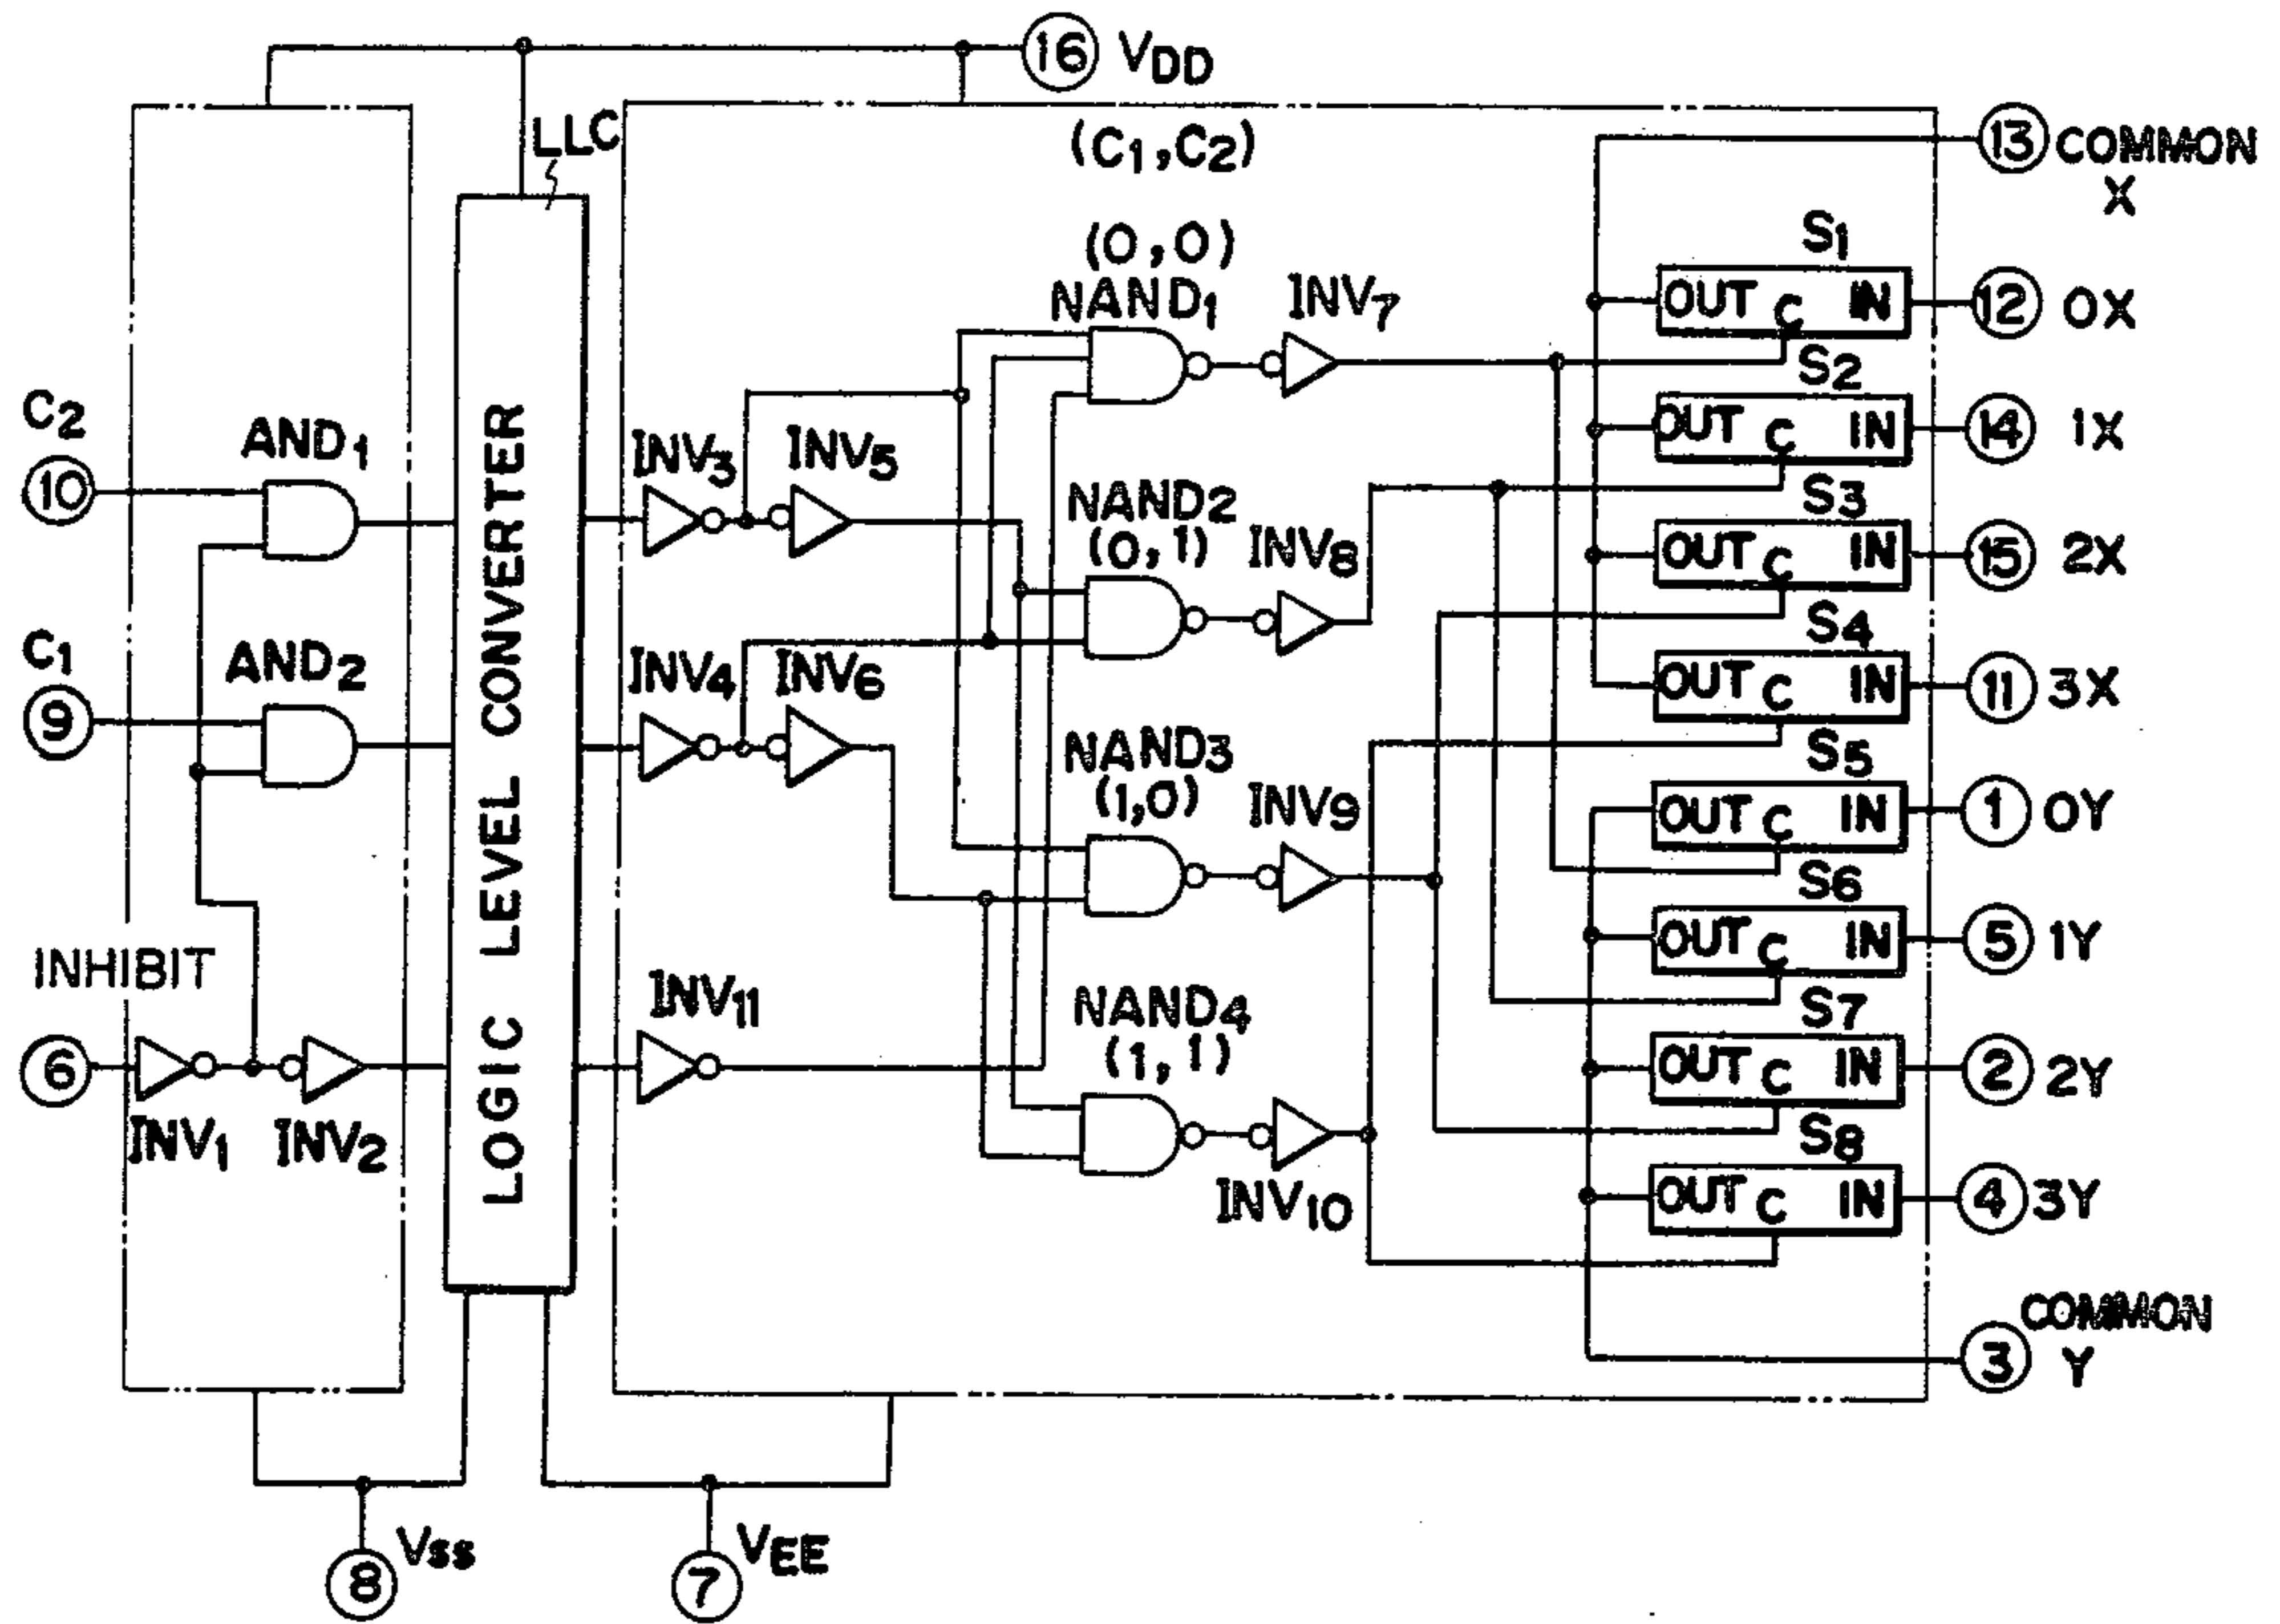 16 VDD
LLC
(C1,C2)
13 COMMON
X
(0,0)
NAND1
INV7
S1
OUT C IN
12 0X
S2
OUT C IN
14 1X
C2
10
AND1
INV3
INV5
NAND2
(0,1)
INV8
S3
OUT C IN
15 2X
S4
OUT C IN
11 3X
C1
9
AND2
LOGIC LEVEL CONVERTER
INV4
INV6
NAND3
(1,0)
INV9
S5
OUT C IN
1 0Y
S6
OUT C IN
5 1Y
INHIBIT
6
INV1
INV2
INV11
NAND4
(1,1)
INV10
S7
OUT C IN
2 2Y
S8
OUT C IN
4 3Y
COMMON
3 Y
8 VSS
7 VEE